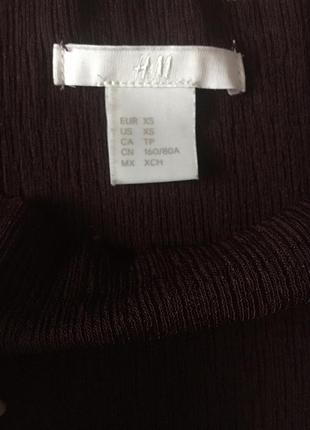 H&M
EUR XS
US XS
CA TP
CN 160/80A
MX XCH